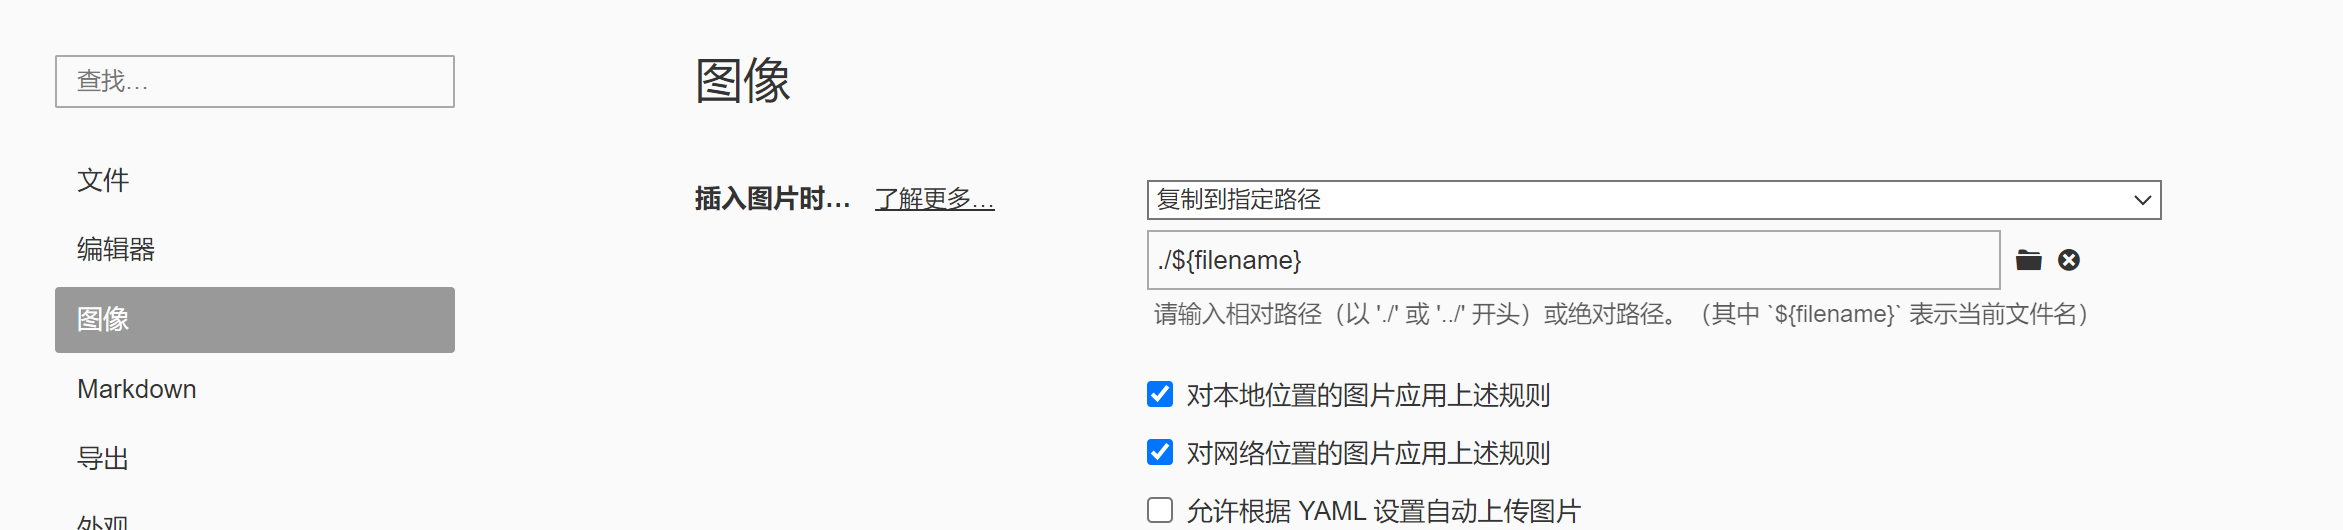 查找...
文件
编辑器
图像
Markdown
导出
外观
图像
插入图片时... 了解更多...
复制到指定路径
./${filename}
请输入相对路径（以 './' 或 '../' 开头）或绝对路径。（其中 `${filename}` 表示当前文件名）
对本地位置的图片应用上述规则
对网络位置的图片应用上述规则
允许根据 YAML 设置自动上传图片